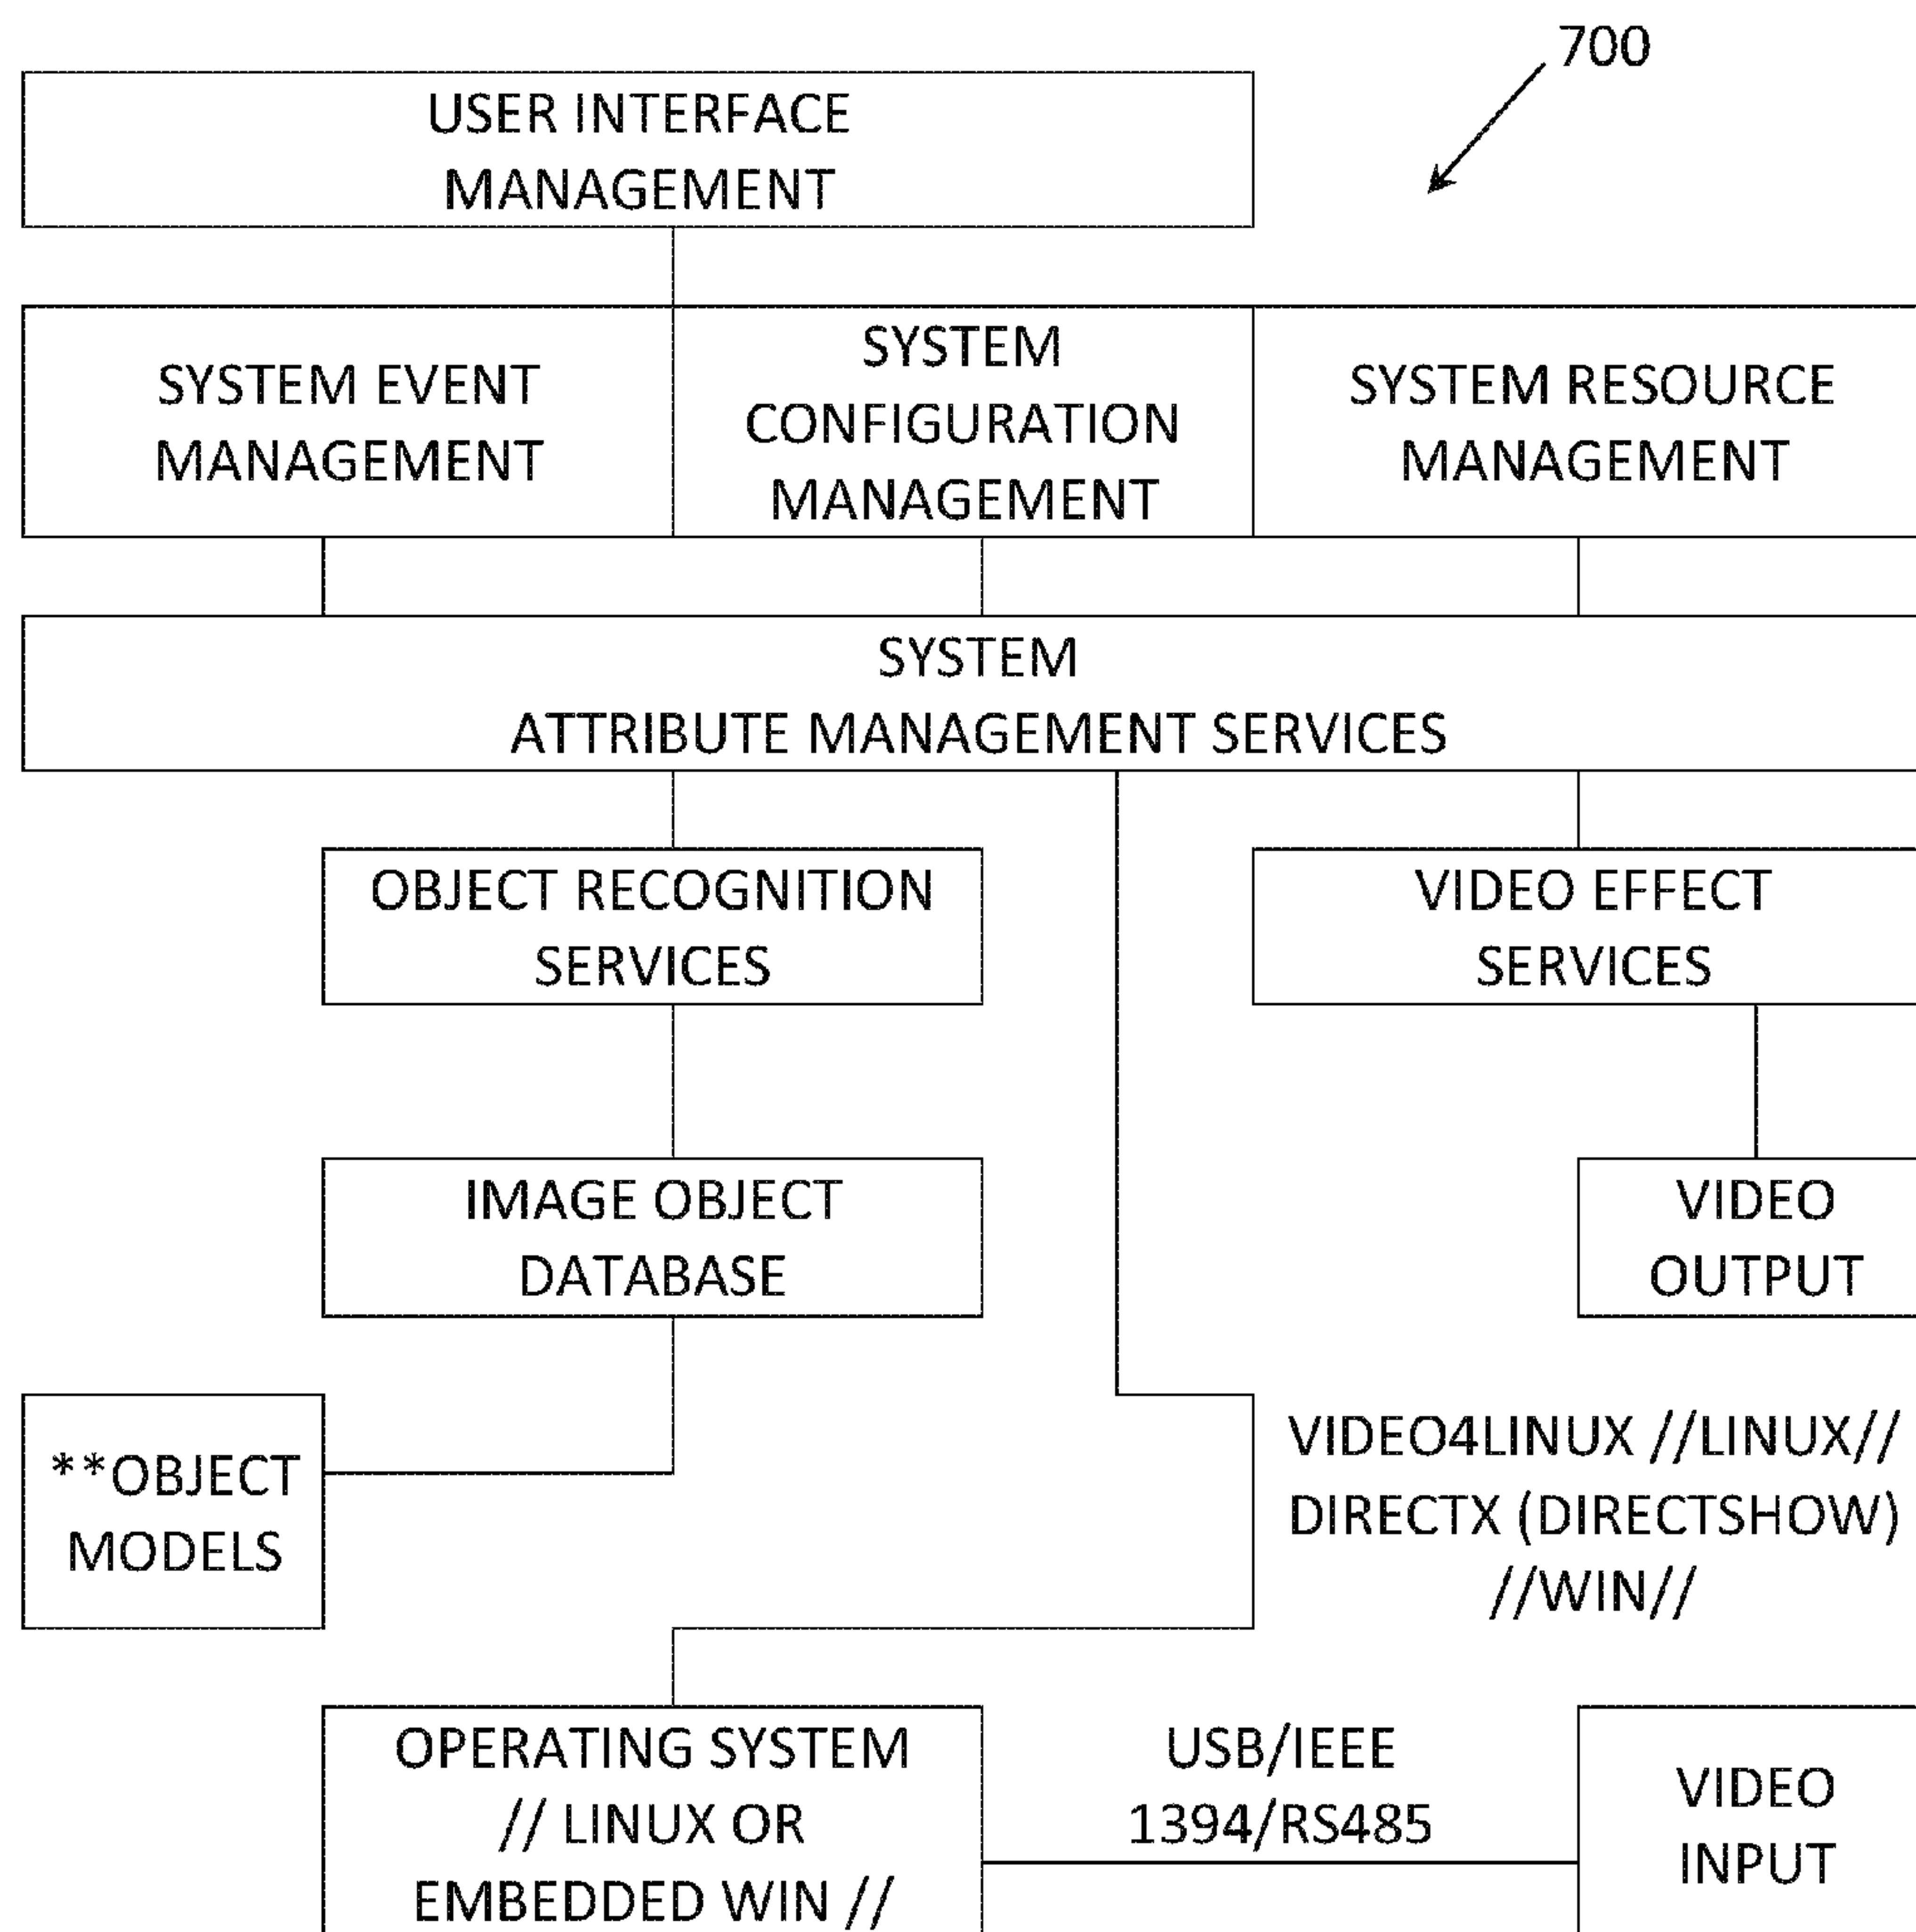 700
USER INTERFACE
MANAGEMENT
SYSTEM EVENT
MANAGEMENT
SYSTEM
CONFIGURATION
MANAGEMENT
SYSTEM RESOURCE
MANAGEMENT
SYSTEM
ATTRIBUTE MANAGEMENT SERVICES
OBJECT RECOGNITION
SERVICES
VIDEO EFFECT
SERVICES
IMAGE OBJECT
DATABASE
VIDEO
OUTPUT
**OBJECT
MODELS
VIDEO4LINUX //LINUX//
DIRECTX (DIRECTSHOW)
//WIN//
OPERATING SYSTEM
// LINUX OR
EMBEDDED WIN //
USB/IEEE
1394/RS485
VIDEO
INPUT